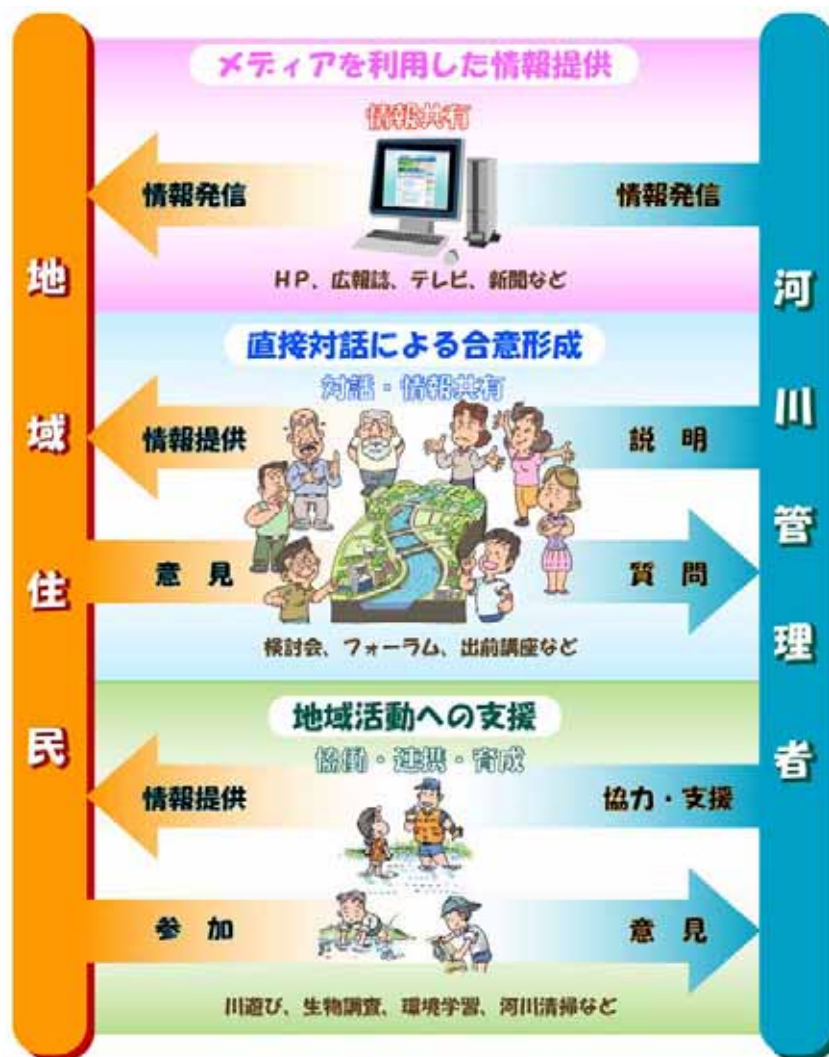 メディアを利用した情報提供
情報共有
情報発信
情報発信
HP、広報誌、テレビ、新聞など
直接対話による合意形成
対話・情報共有
情報提供
説 明
意 見
質 問
検討会、フォーラム、出前講座など
地域活動への支援
協働・連携・育成
情報提供
協力・支援
参 加
意 見
川遊び、生物調査、環境学習、河川清掃など
地域住民
河川管理者